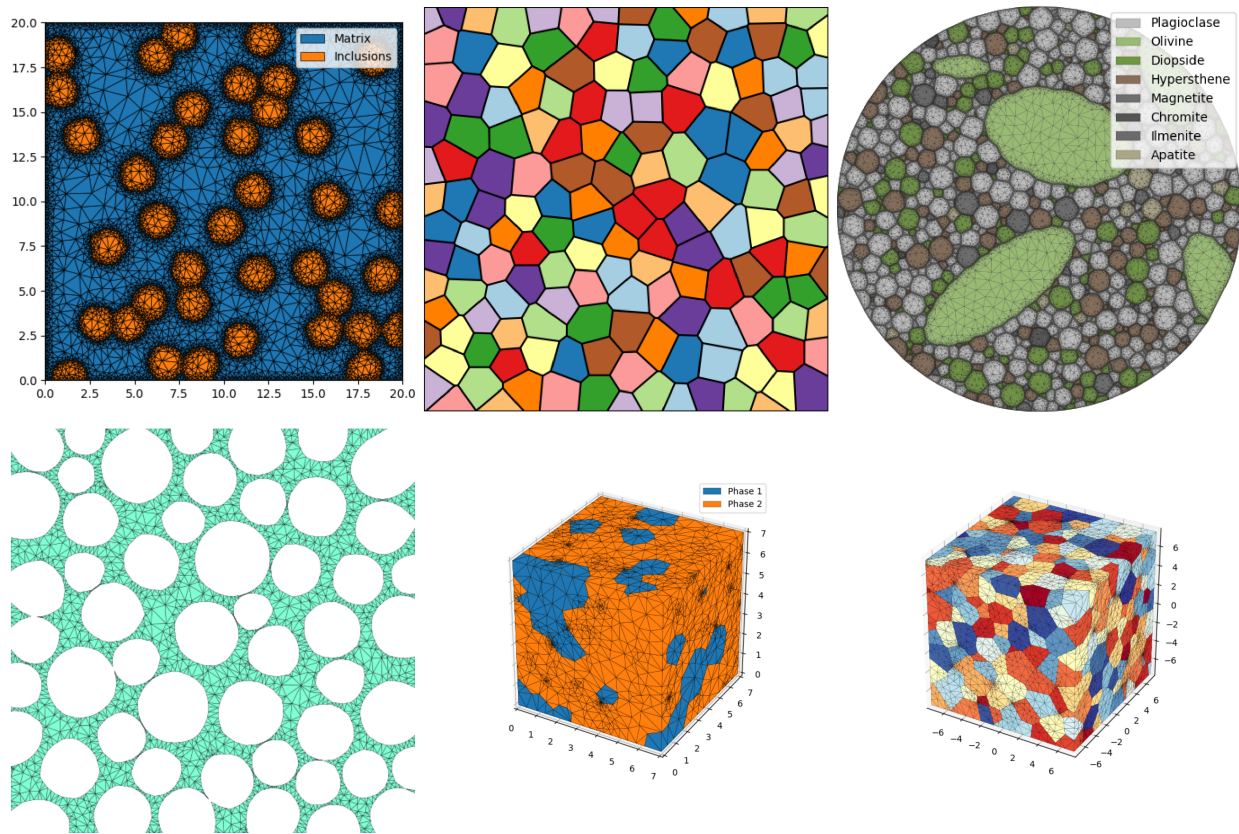 20.0
17.5
15.0
12.5
10.0
7.5
5.0
2.5
0.0
0.0 2.5 5.0 7.5 10.0 12.5 15.0 17.5 20.0
Matrix
Inclusions
Plagioclase
Olivine
Diopside
Hypersthene
Magnetite
Chromite
Ilmenite
Apatite
Phase 1
Phase 2
7
6
5
4
3
2
1
0
0 1 2 3 4 5 6 7
0 1 2 3 4 5 6 7
6
4
2
0
−2
−4
−6
−6 −4 −2 0 2 4 6
−6 −4 −2 0 2 4 6